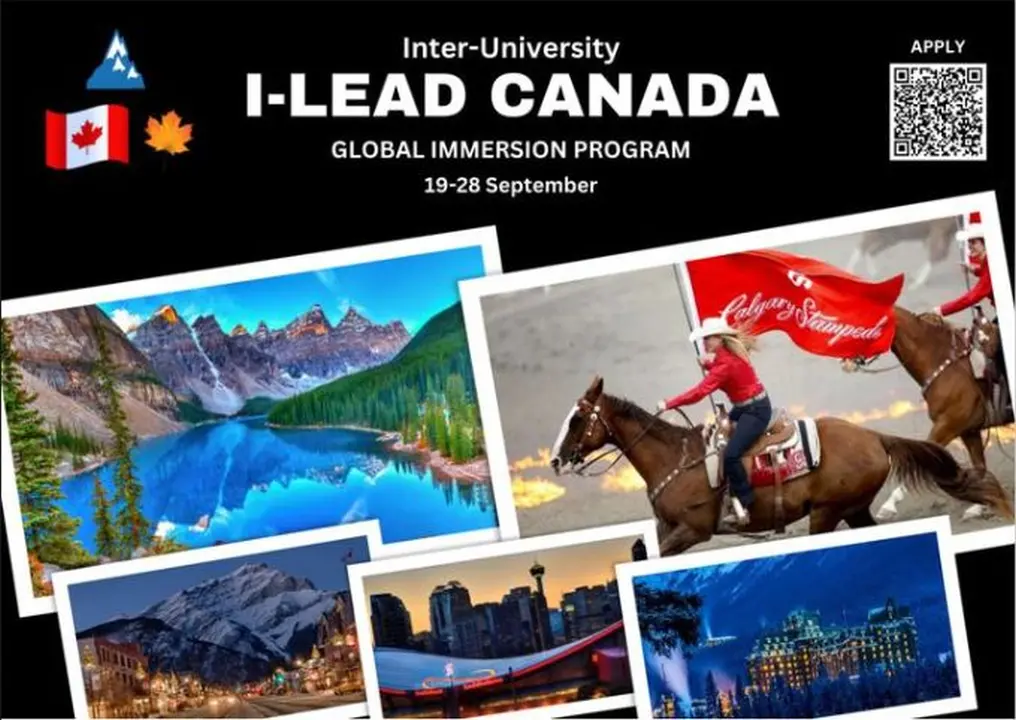 Inter-University
APPLY
I-LEAD CANADA
GLOBAL IMMERSION PROGRAM
19-28 September
Calgary Stampede